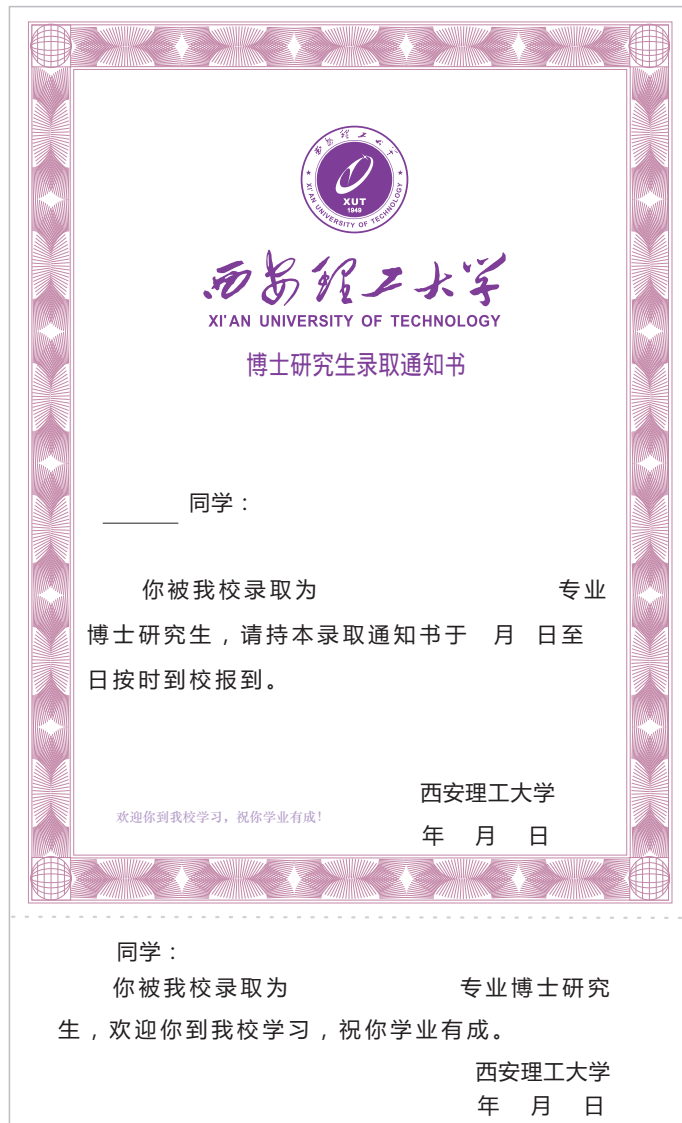 西安理工大学
XUT
1949
XI'AN UNIVERSITY OF TECHNOLOGY
西安理工大学
XI'AN UNIVERSITY OF TECHNOLOGY
博士研究生录取通知书
同学：
你被我校录取为 专业
博士研究生，请持本录取通知书于 月 日至
日按时到校报到。
西安理工大学
欢迎你到我校学习，祝你学业有成！
年 月 日
同学：
你被我校录取为 专业博士研究
生，欢迎你到我校学习，祝你学业有成。
西安理工大学
年 月 日